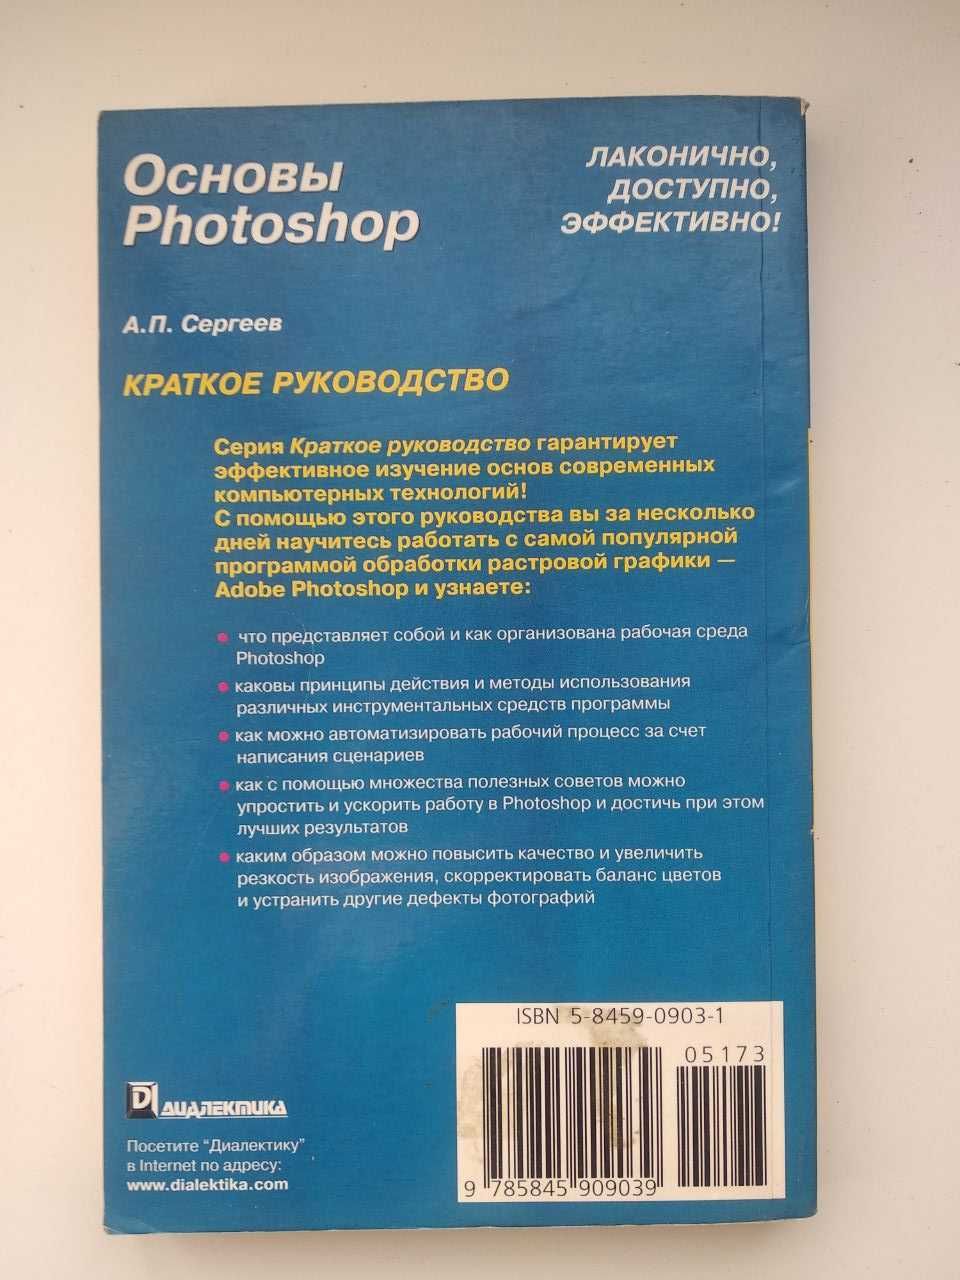 Основы
Photoshop
ЛАКОНИЧНО,
ДОСТУПНО,
ЭФФЕКТИВНО!
А.П. Сергеев
КРАТКОЕ РУКОВОДСТВО
Серия Краткое руководство гарантирует
эффективное изучение основ современных
компьютерных технологий!
С помощью этого руководства вы за несколько
дней научитесь работать с самой популярной
программой обработки растровой графики —
Adobe Photoshop и узнаете:
• что представляет собой и как организована рабочая среда
Photoshop
• каковы принципы действия и методы использования
различных инструментальных средств программы
• как можно автоматизировать рабочий процесс за счет
написания сценариев
• как с помощью множества полезных советов можно
упростить и ускорить работу в Photoshop и достичь при этом
лучших результатов
• каким образом можно повысить качество и увеличить
резкость изображения, скорректировать баланс цветов
и устранить другие дефекты фотографий
ISBN 5-8459-0903-1
05173
9 785845 909039
ДИАЛЕКТИКА
Посетите "Диалектику"
в Internet по адресу:
www.dialektika.com